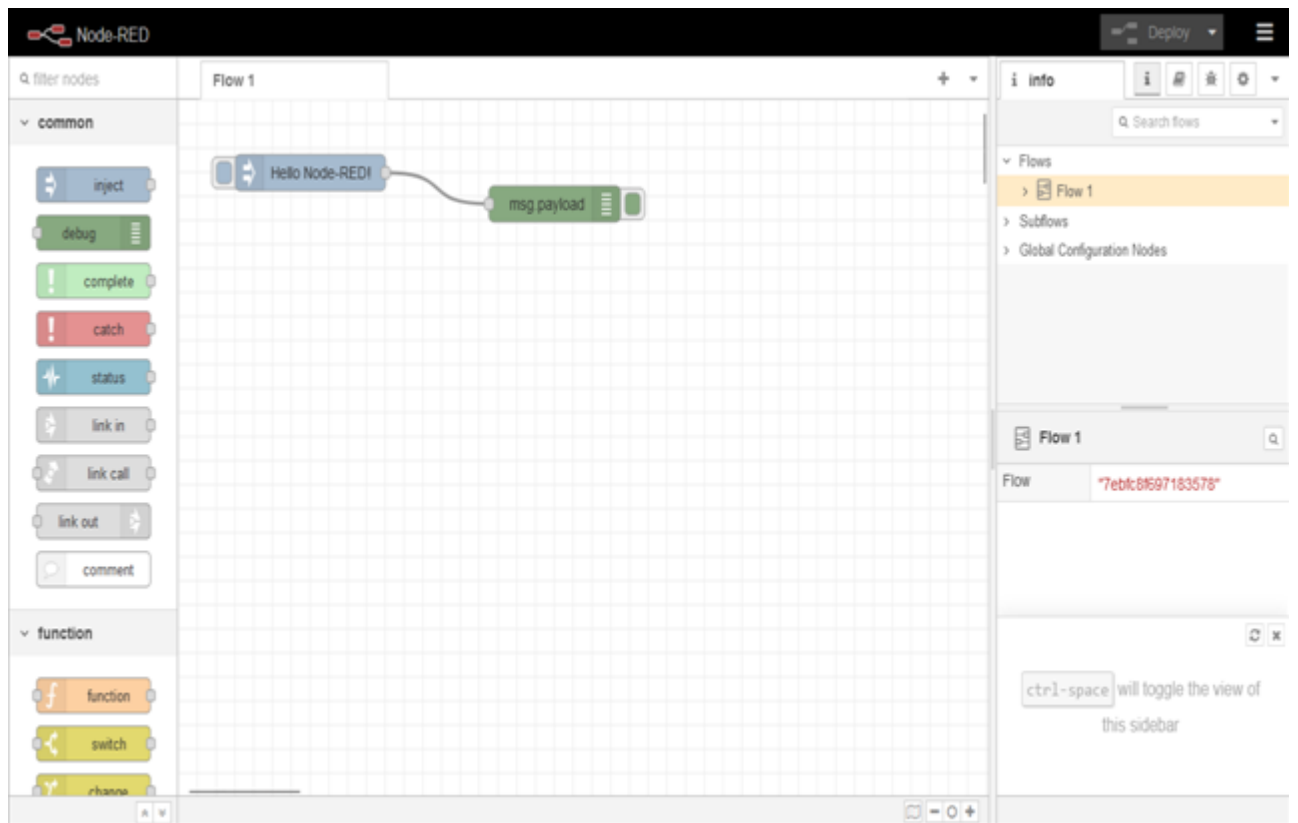 Node-RED
Deploy
filter nodes
Flow 1
i info
common
Search flows
Flows
Flow 1
Subflows
Global Configuration Nodes
inject
debug
complete
catch
status
link in
link call
link out
comment
Hello Node-RED!
msg.payload
Flow 1
Flow "7ebfc8f697183578"
function
function
switch
change
ctrl-space will toggle the view of
this sidebar